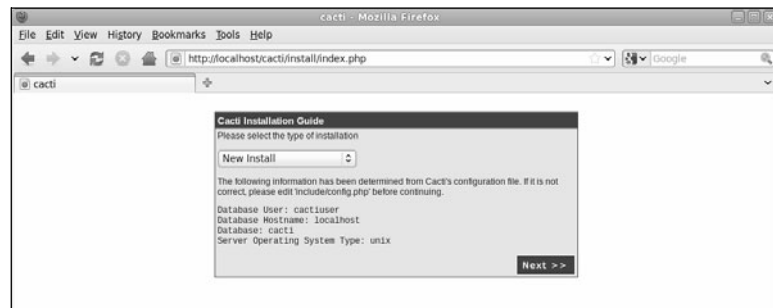 cacti - Mozilla Firefox
File Edit View History Bookmarks Tools Help
http://localhost/cacti/install/index.php
Google
cacti
Cacti Installation Guide
Please select the type of installation
New Install
The following information has been determined from Cacti's configuration file. If it is not
correct, please edit 'include/config.php' before continuing.
Database User: cactiuser
Database Hostname: localhost
Database: cacti
Server Operating System Type: unix
Next >>